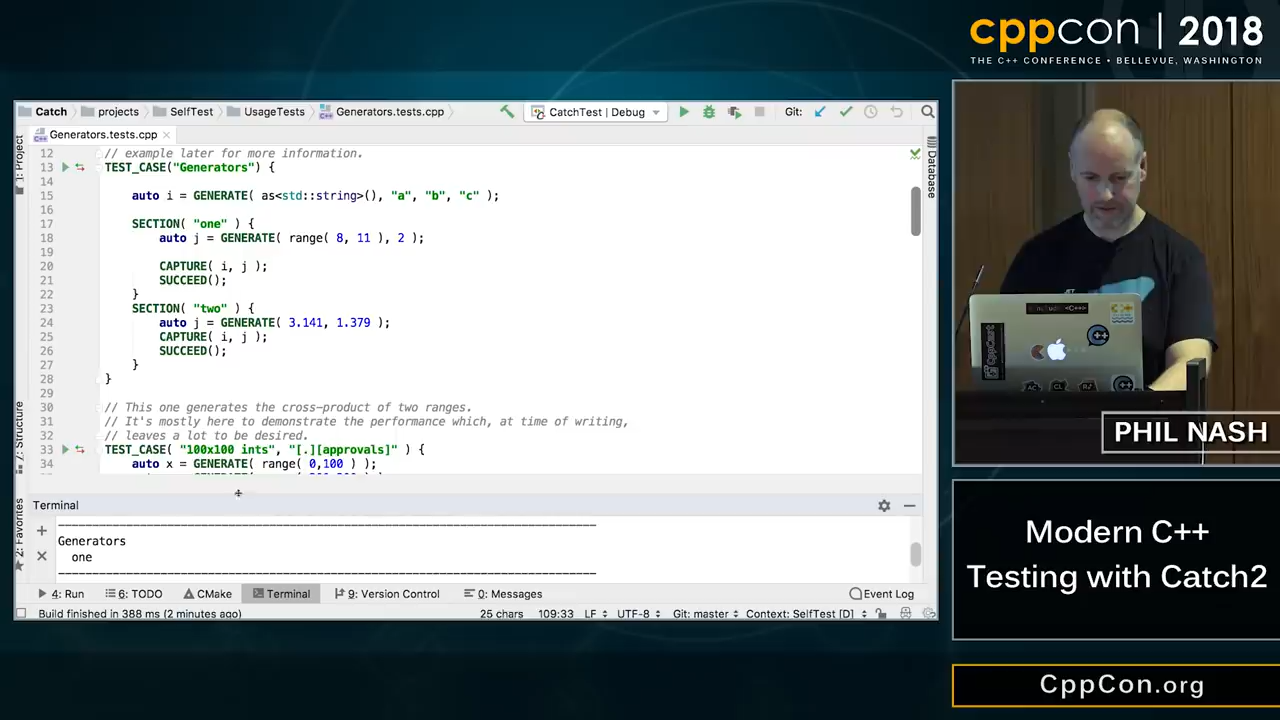 cppcon | 2018
THE C++ CONFERENCE • BELLEVUE, WASHINGTON
Catch projects SelfTest UsageTests Generators.tests.cpp CatchTest | Debug Git:
Generators.tests.cpp
1: Project
Database
12 // example later for more information.
13 TEST_CASE("Generators") {
14
15 auto i = GENERATE( as<std::string>(), "a", "b", "c" );
16
17 SECTION( "one" ) {
18 auto j = GENERATE( range( 8, 11 ), 2 );
19
20 CAPTURE( i, j );
21 SUCCEED();
22 }
23 SECTION( "two" ) {
24 auto j = GENERATE( 3.141, 1.379 );
25 CAPTURE( i, j );
26 SUCCEED();
27 }
28 }
29
30 // This one generates the cross-product of two ranges.
31 // It's mostly here to demonstrate the performance which, at time of writing,
32 // leaves a lot to be desired.
33 TEST_CASE( "100x100 ints", "[.][approvals]" ) {
34 auto x = GENERATE( range( 0,100 ) );
7: Structure
2: Favorites
Terminal
Generators
one
4: Run 6: TODO CMake Terminal 9: Version Control 0: Messages Event Log
Build finished in 388 ms (2 minutes ago) 25 chars 109:33 LF UTF-8 Git: master Context: SelfTest [D]
PHIL NASH
Modern C++
Testing with Catch2
CppCon.org